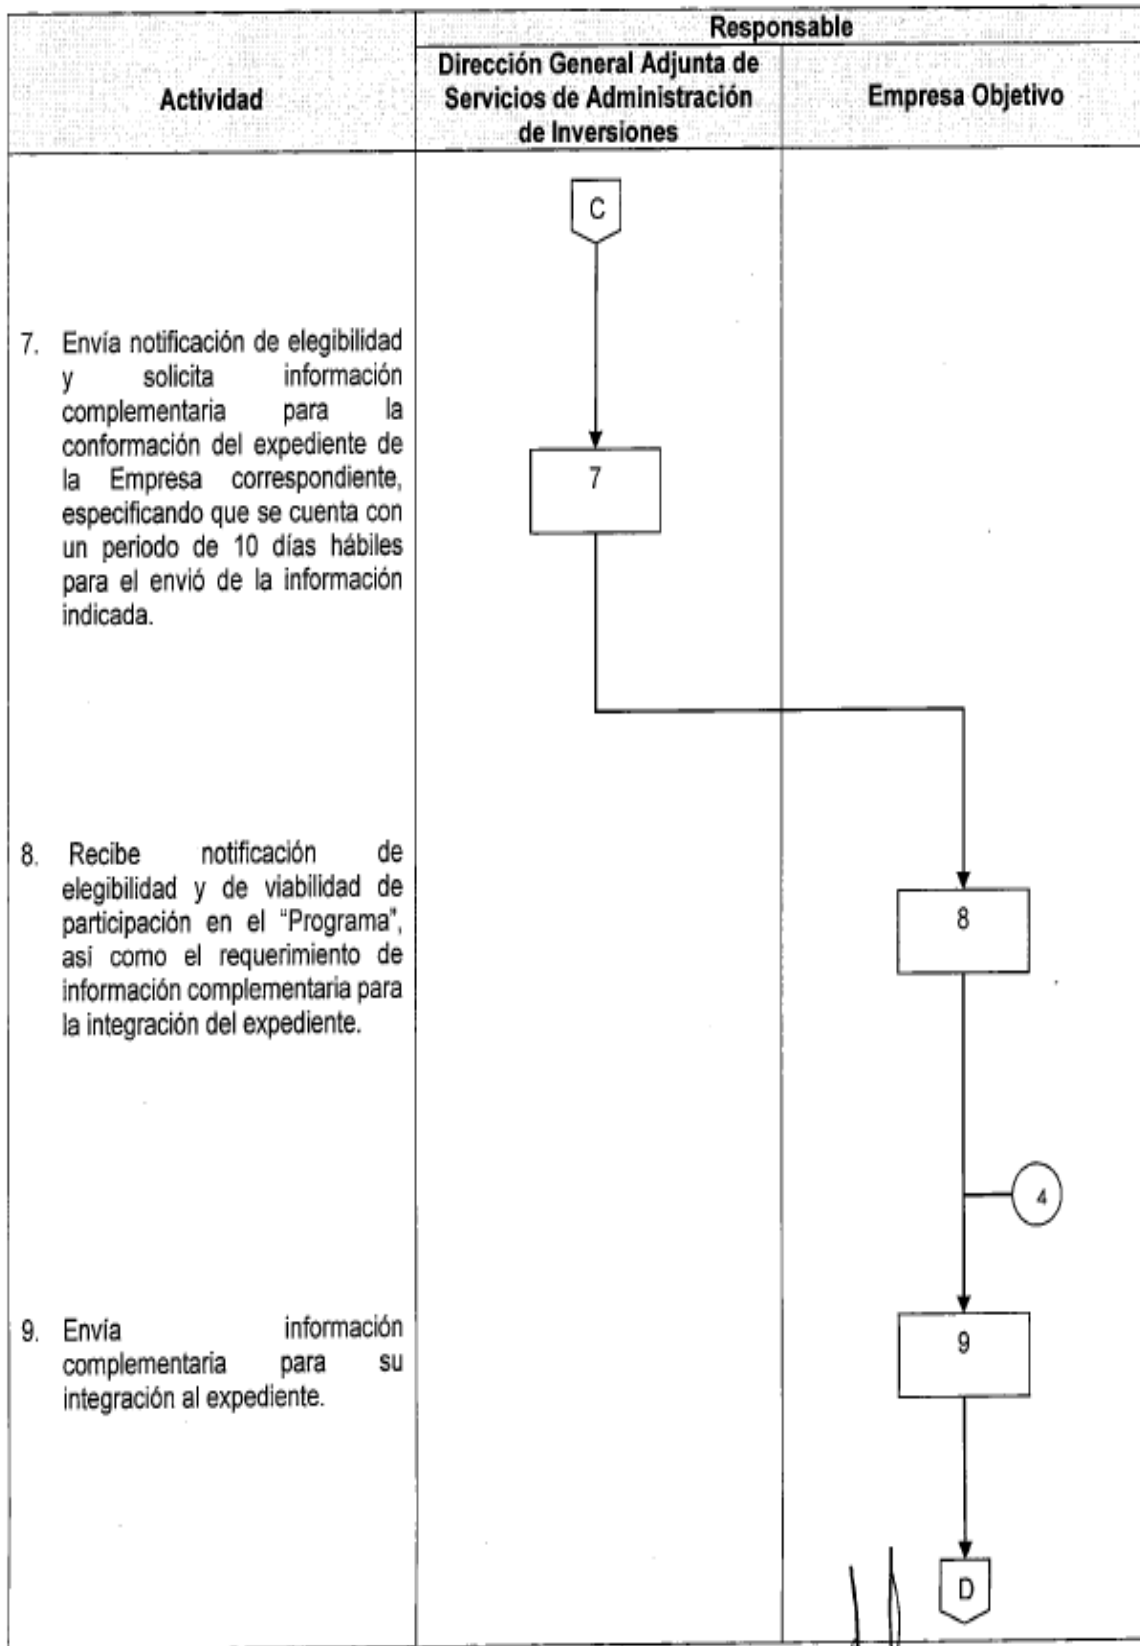 Responsable
Actividad
Dirección General Adjunta de
Servicios de Administración
de Inversiones
Empresa Objetivo
C
7. Envía notificación de elegibilidad
y solicita información
complementaria para la
conformación del expediente de
la Empresa correspondiente,
especificando que se cuenta con
un periodo de 10 días hábiles
para el envió de la información
indicada.
7
8. Recibe notificación de
elegibilidad y de viabilidad de
participación en el “Programa”,
así como el requerimiento de
información complementaria para
la integración del expediente.
8
4
9. Envía información
complementaria para su
integración al expediente.
9
D